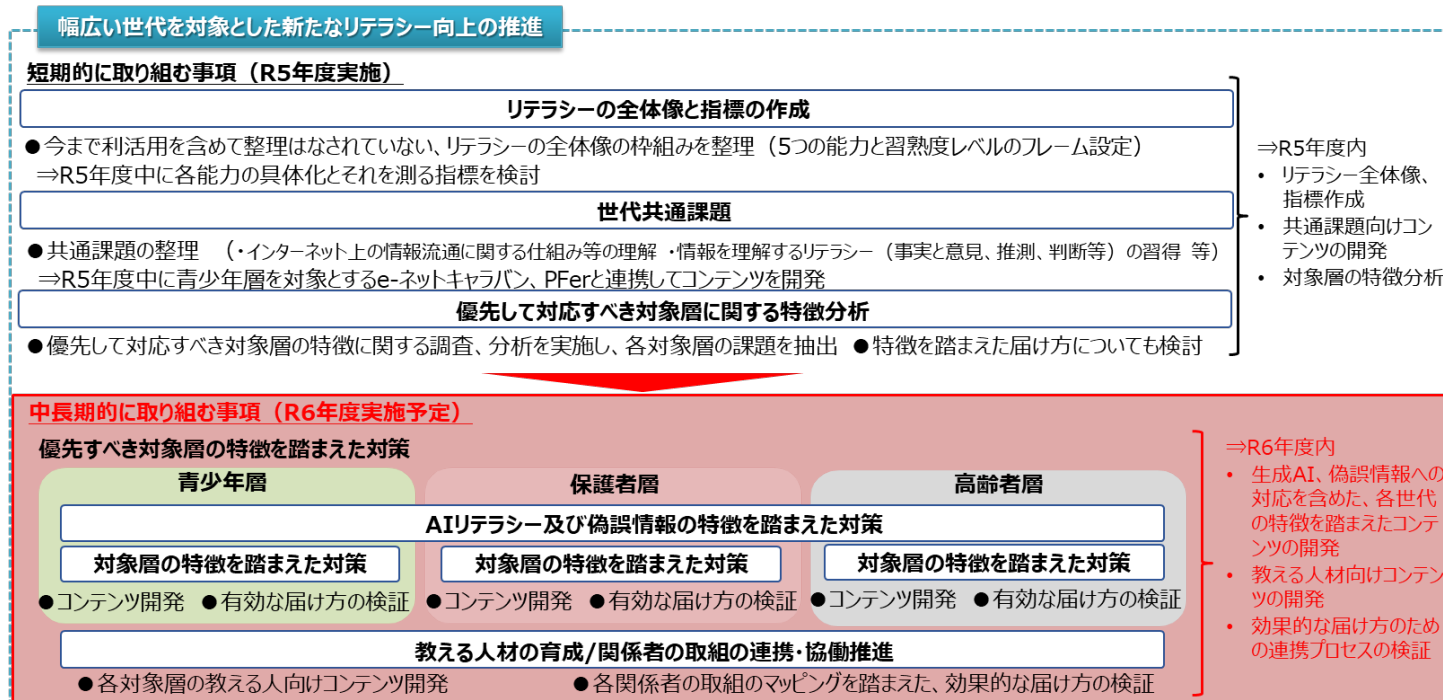 幅広い世代を対象とした新たなリテラシー向上の推進
短期的に取り組む事項（R5年度実施）
リテラシーの全体像と指標の作成
●今まで利活用を含めて整理はなされていない、リテラシーの全体像の枠組みを整理（5つの能力と習熟度レベルのフレーム設定）
⇒R5年度中に各能力の具体化とそれを測る指標を検討
世代共通課題
●共通課題の整理　（・インターネット上の情報流通に関する仕組み等の理解　・情報を理解するリテラシー（事実と意見、推測、判断等）の習得　等）
⇒R5年度中に青少年層を対象とするe-ネットキャラバン、PFerと連携してコンテンツを開発
優先して対応すべき対象層に関する特徴分析
●優先して対応すべき対象層の特徴に関する調査、分析を実施し、各対象層の課題を抽出　●特徴を踏まえた届け方についても検討
⇒R5年度内
• リテラシー全体像、
指標作成
• 共通課題向けコン
テンツの開発
• 対象層の特徴分析
中長期的に取り組む事項（R6年度実施予定）
優先すべき対象層の特徴を踏まえた対策
青少年層　保護者層　高齢者層
AIリテラシー及び偽誤情報の特徴を踏まえた対策
対象層の特徴を踏まえた対策　対象層の特徴を踏まえた対策　対象層の特徴を踏まえた対策
●コンテンツ開発　●有効な届け方の検証　●コンテンツ開発　●有効な届け方の検証　●コンテンツ開発　●有効な届け方の検証
教える人材の育成/関係者の取組の連携・協働推進
●各対象層の教える人向けコンテンツ開発　●各関係者の取組のマッピングを踏まえた、効果的な届け方の検証
⇒R6年度内
• 生成AI、偽誤情報への
対応を含めた、各世代
の特徴を踏まえたコンテ
ンツの開発
• 教える人材向けコンテン
ツの開発
• 効果的な届け方のため
の連携プロセスの検証